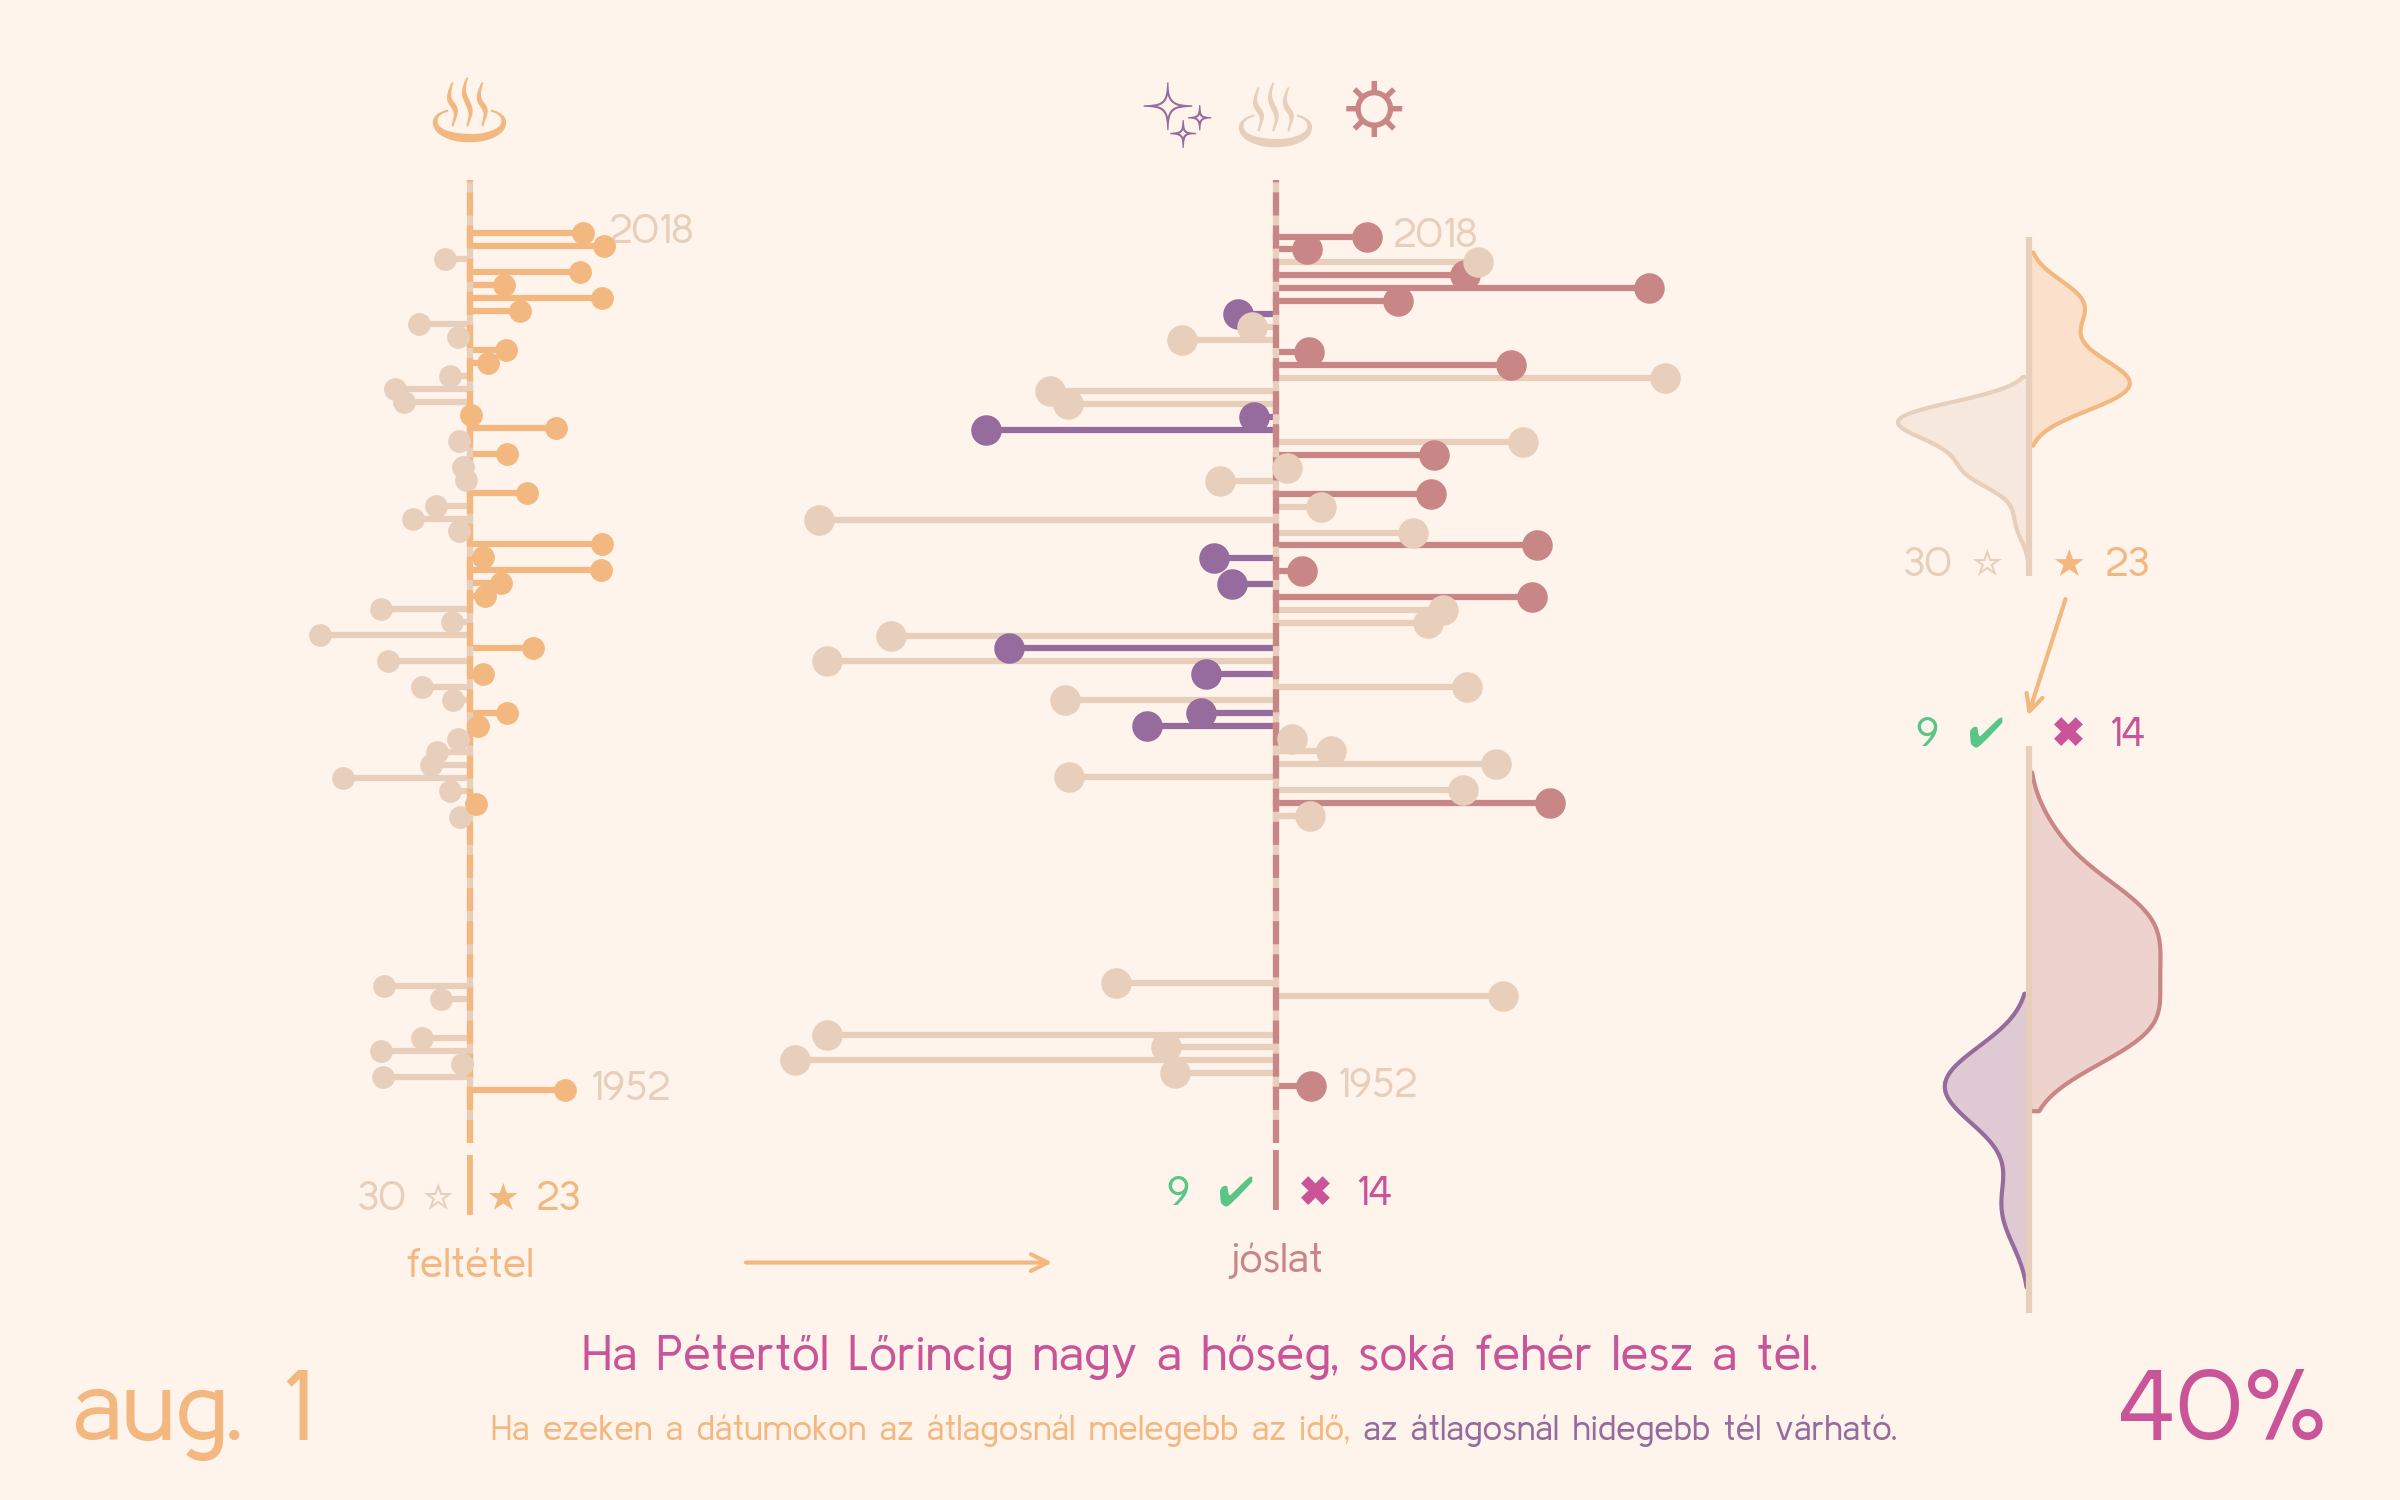 2018
2018
30 ☆ ★ 23
9 ✔ ✖ 14
1952
1952
30 ☆ ★ 23
9 ✔ ✖ 14
feltétel
jóslat
Ha Pétertől Lőrincig nagy a hőség, soká fehér lesz a tél.
aug. 1
40%
Ha ezeken a dátumokon az átlagosnál melegebb az idő, az átlagosnál hidegebb tél várható.